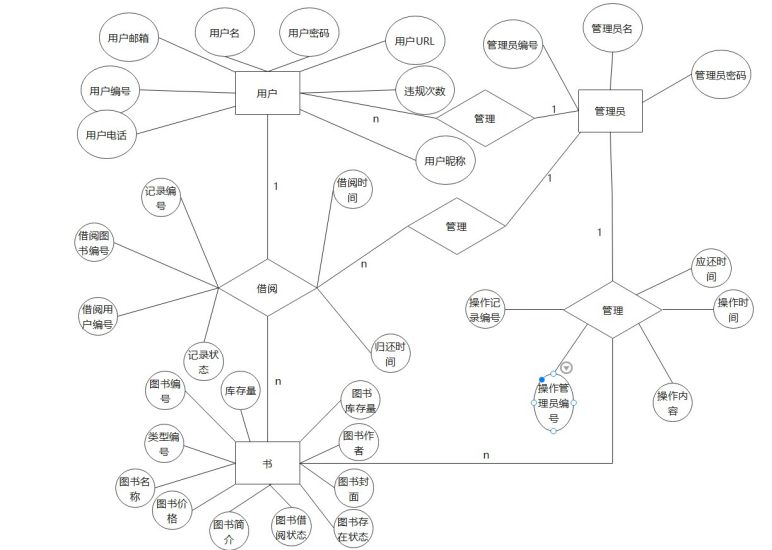 用户邮箱
用户名
用户密码
用户URL
管理员编号
管理员名
管理员密码
用户编号
用户
违规次数
管理员
用户电话
n
管理
1
用户昵称
记录编
号
1
借阅时
间
1
借阅图
书编号
管理
1
n
借阅
借阅用
户编号
应还时
间
操作记
录编号
管理
操作时
间
记录状
态
归还时
间
n
图书编
号
库存量
图书
库存量
操作管
理员编
号
操作内
容
类型编
号
图书作
者
书
n
图书名
称
图书封
面
图书价
格
图书简
介
图书借
阅状态
图书存
在状态